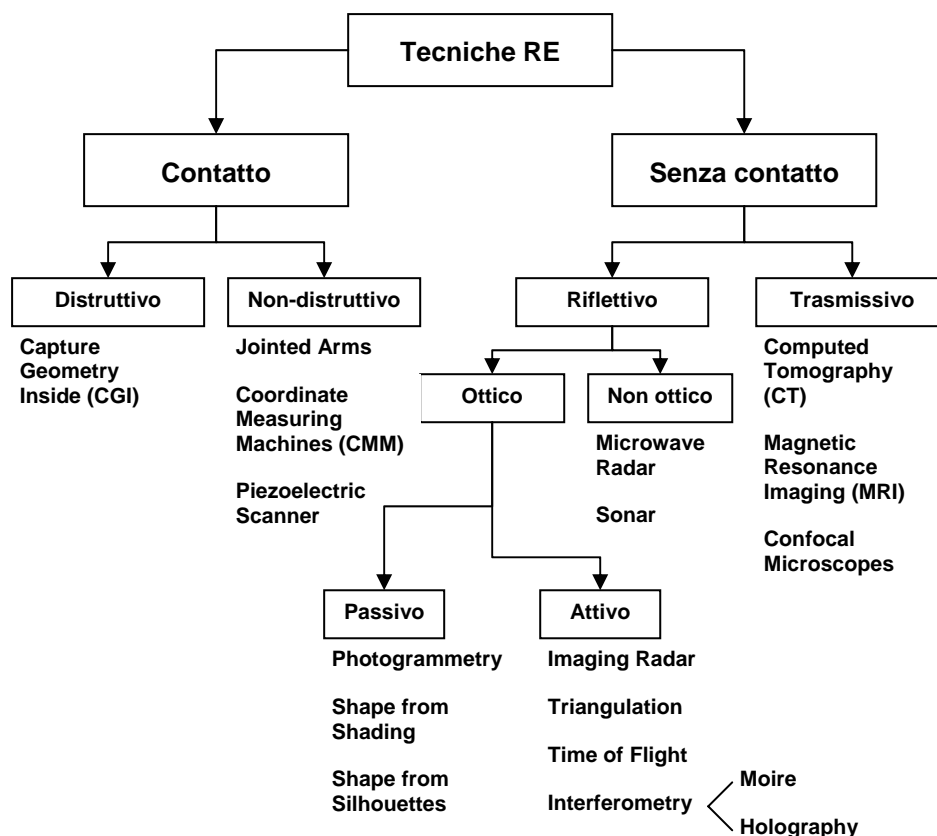 Tecniche RE
Contatto
Senza contatto
Distruttivo
Non-distruttivo
Riflettivo
Trasmissivo
Capture
Geometry
Inside (CGI)
Jointed Arms
Coordinate
Measuring
Machines (CMM)
Piezoelectric
Scanner
Ottico
Non ottico
Microwave
Radar
Sonar
Computed
Tomography
(CT)
Magnetic
Resonance
Imaging (MRI)
Confocal
Microscopes
Passivo
Attivo
Photogrammetry
Shape from
Shading
Shape from
Silhouettes
Imaging Radar
Triangulation
Time of Flight
Interferometry
Moire
Holography